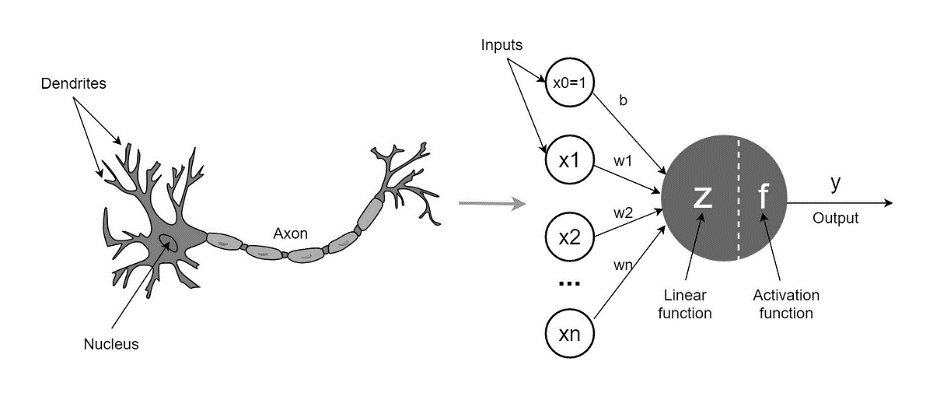 Dendrites
Axon
Nucleus
Inputs
x0=1
x1
x2
...
xn
b
w1
w2
wn
z
f
y
Output
Linear
function
Activation
function